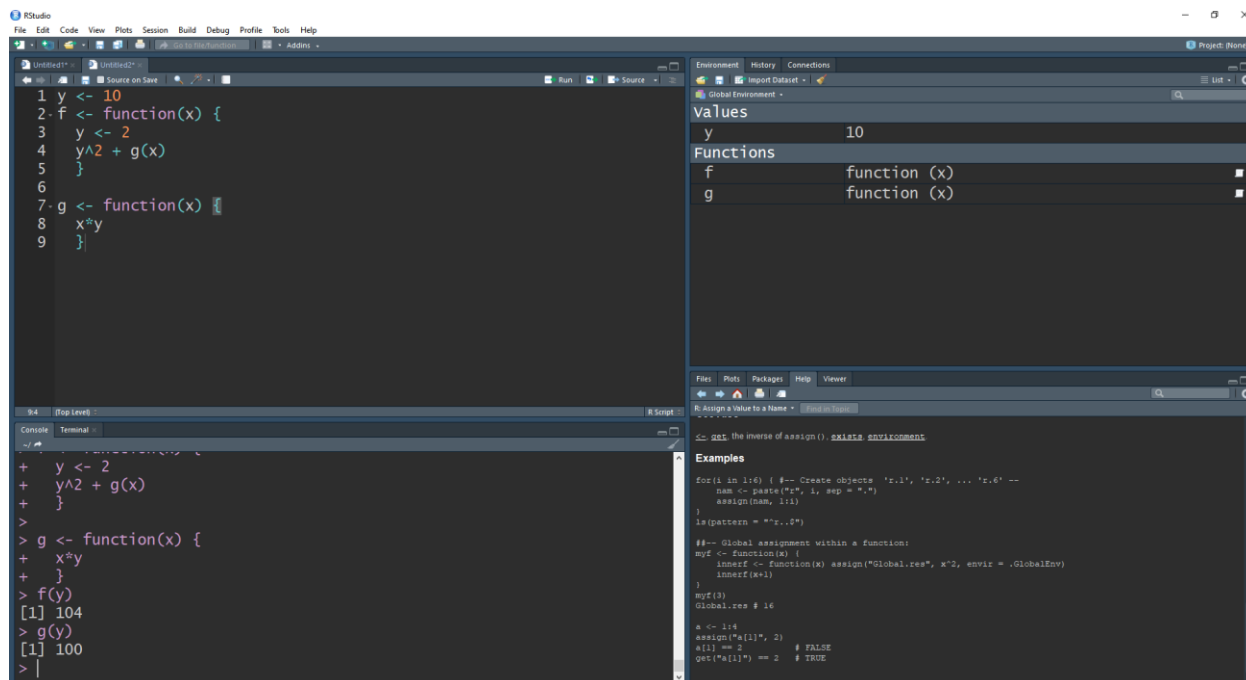 RStudio
File Edit Code View Plots Session Build Debug Profile Tools Help
Go to file/function Addins Project: (None
Untitled1* Untitled2*
Source on Save Run Source
1 y <- 10
2 f <- function(x) {
3 y <- 2
4 y^2 + g(x)
5 }
6
7 g <- function(x) {
8 x*y
9 }
9:4 (Top Level) R Script
Console Terminal
~/
+ y <- 2
+ y^2 + g(x)
+ }
>
> g <- function(x) {
+ x*y
+ }
> f(y)
[1] 104
> g(y)
[1] 100
>
Environment History Connections
Import Dataset List
Global Environment
Values
y 10
Functions
f function (x)
g function (x)
Files Plots Packages Help Viewer
R: Assign a Value to a Name Find in Topic
<-, get, the inverse of assign(), exists, environment.
Examples
for(i in 1:6) { #-- Create objects 'r.1', 'r.2', ... 'r.6' --
nam <- paste("r", i, sep = ".")
assign(nam, 1:i)
}
ls(pattern = "^r..$")
##-- Global assignment within a function:
myf <- function(x) {
innerf <- function(x) assign("Global.res", x^2, envir = .GlobalEnv)
innerf(x+1)
}
myf(3)
Global.res # 16
a <- 1:4
assign("a[1]", 2)
a[1] == 2 # FALSE
get("a[1]") == 2 # TRUE